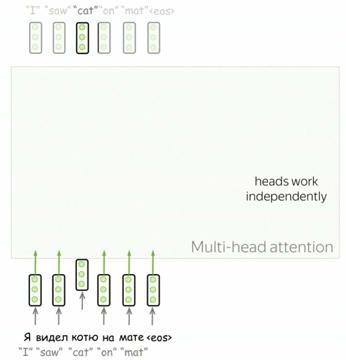 "I" "saw" "cat" "on" "mat" <eos>
heads work
independently
Multi-head attention
Я видел котю на мате <eos>
"I" "saw" "cat" "on" "mat"